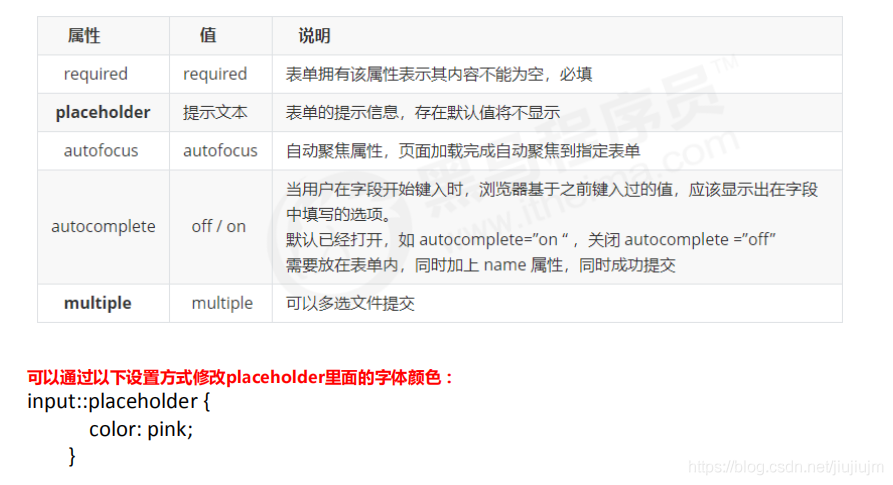 属性 值 说明
required required 表单拥有该属性表示其内容不能为空，必填
placeholder 提示文本 表单的提示信息，存在默认值将不显示
autofocus autofocus 自动聚焦属性，页面加载完成自动聚焦到指定表单
autocomplete off / on 当用户在字段开始键入时，浏览器基于之前键入过的值，应该显示出在字段
中填写的选项。
默认已经打开，如 autocomplete=”on “ ，关闭 autocomplete =”off”
需要放在表单内，同时加上 name 属性，同时成功提交
multiple multiple 可以多选文件提交
黑马程序员™
www.itheima.com
可以通过以下设置方式修改placeholder里面的字体颜色：
input::placeholder {
color: pink;
}
https://blog.csdn.net/jiujiujm